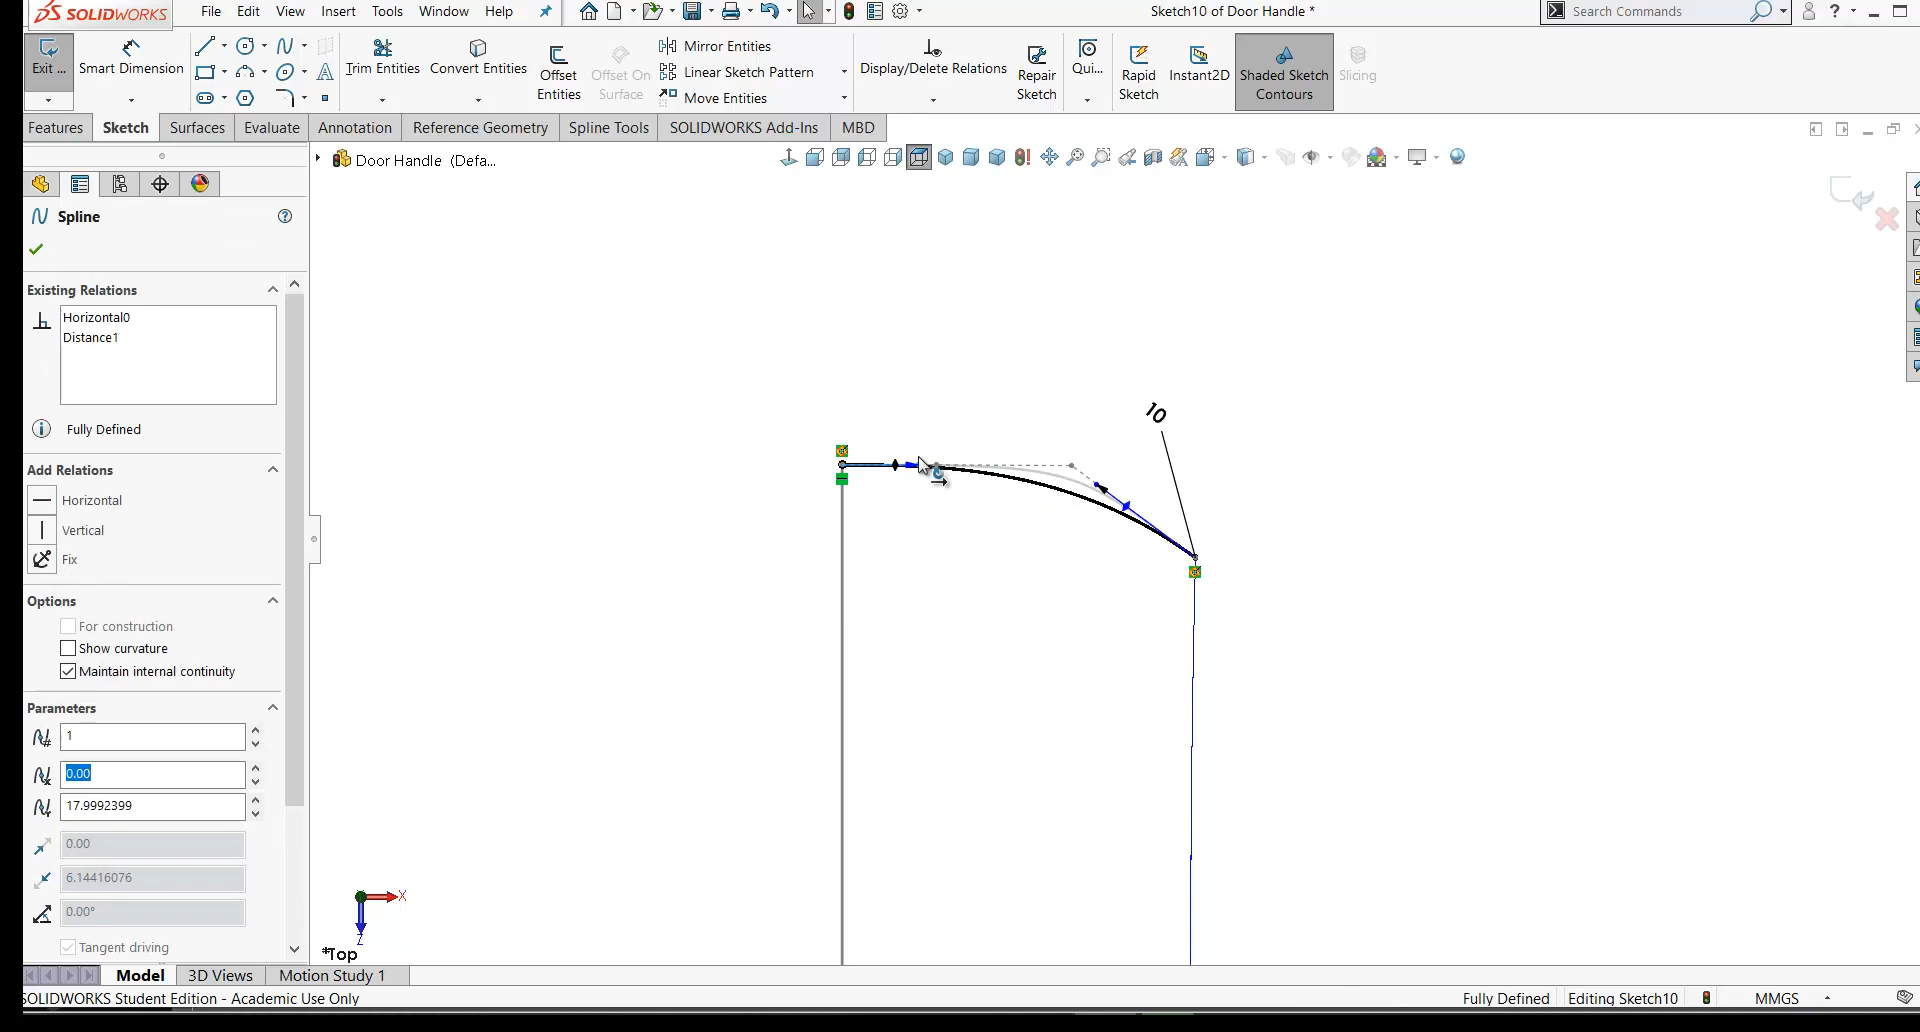 SOLIDWORKS
File Edit View Insert Tools Window Help
Sketch10 of Door Handle *
Search Commands
?
Exit ...
Smart Dimension
Trim Entities
Convert Entities
Offset Entities
Offset On Surface
Mirror Entities
Linear Sketch Pattern
Move Entities
Display/Delete Relations
Repair Sketch
Qui...
Rapid Sketch
Instant2D
Shaded Sketch Contours
Slicing
Features Sketch Surfaces Evaluate Annotation Reference Geometry Spline Tools SOLIDWORKS Add-Ins MBD
Door Handle (Defa...
Spline
Existing Relations
Horizontal0
Distance1
Fully Defined
Add Relations
Horizontal
Vertical
Fix
Options
For construction
Show curvature
Maintain internal continuity
Parameters
1
0.00
17.9992399
0.00
6.14416076
0.00°
Tangent driving
10
X
Z
*Top
Model 3D Views Motion Study 1
SOLIDWORKS Student Edition - Academic Use Only
Fully Defined Editing Sketch10 MMGS